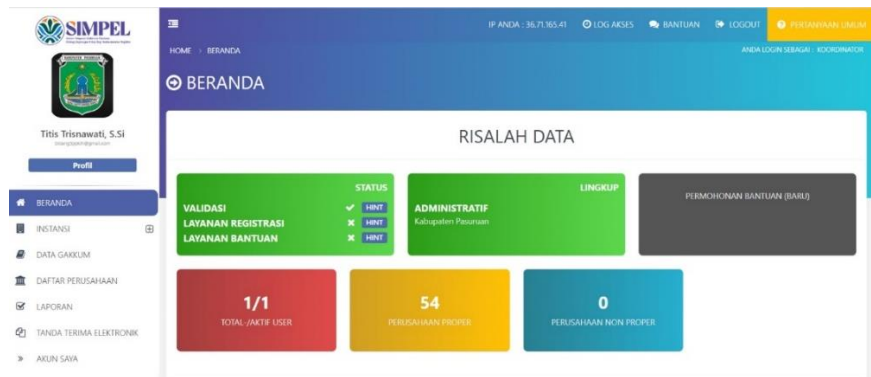 SIMPEL
IP ANDA : 36.71.165.41
LOG AKSES
BANTUAN
LOGOUT
PERTANYAAN UMUM
HOME > BERANDA
ANDA LOGIN SEBAGAI : KOORDINATOR
BERANDA
Titis Trisnawati, S.Si
Profil
BERANDA
INSTANSI
DATA GAKKUM
DAFTAR PERUSAHAAN
LAPORAN
TANDA TERIMA ELEKTRONIK
AKUN SAYA
RISALAH DATA
STATUS
VALIDASI HINT
LAYANAN REGISTRASI HINT
LAYANAN BANTUAN HINT
LINGKUP
ADMINISTRATIF
Kabupaten Pasuruan
PERMOHONAN BANTUAN (BARU)
1/1
TOTAL-/AKTIF USER
54
PERUSAHAAN PROPER
0
PERUSAHAAN NON PROPER